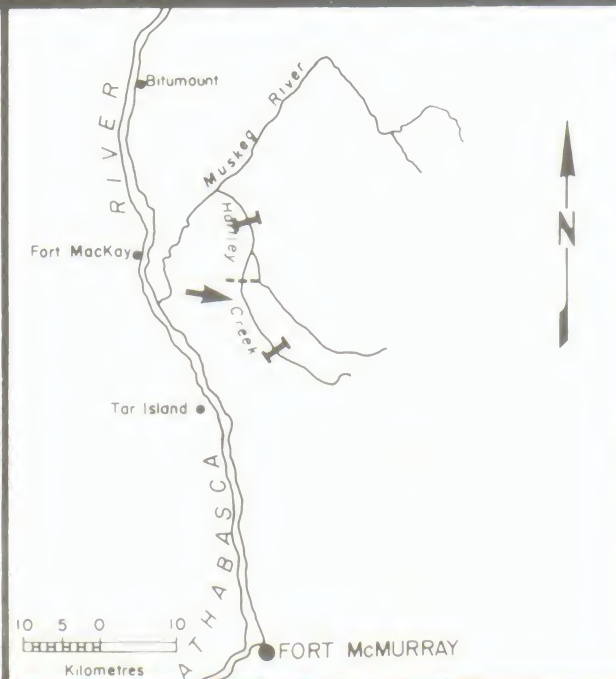 Bitumount
Muskeg River
RIVER
Hartley Creek
Fort MacKay
N
Tar Island
ATHABASCA
10 5 0 10
Kilometres
FORT McMURRAY